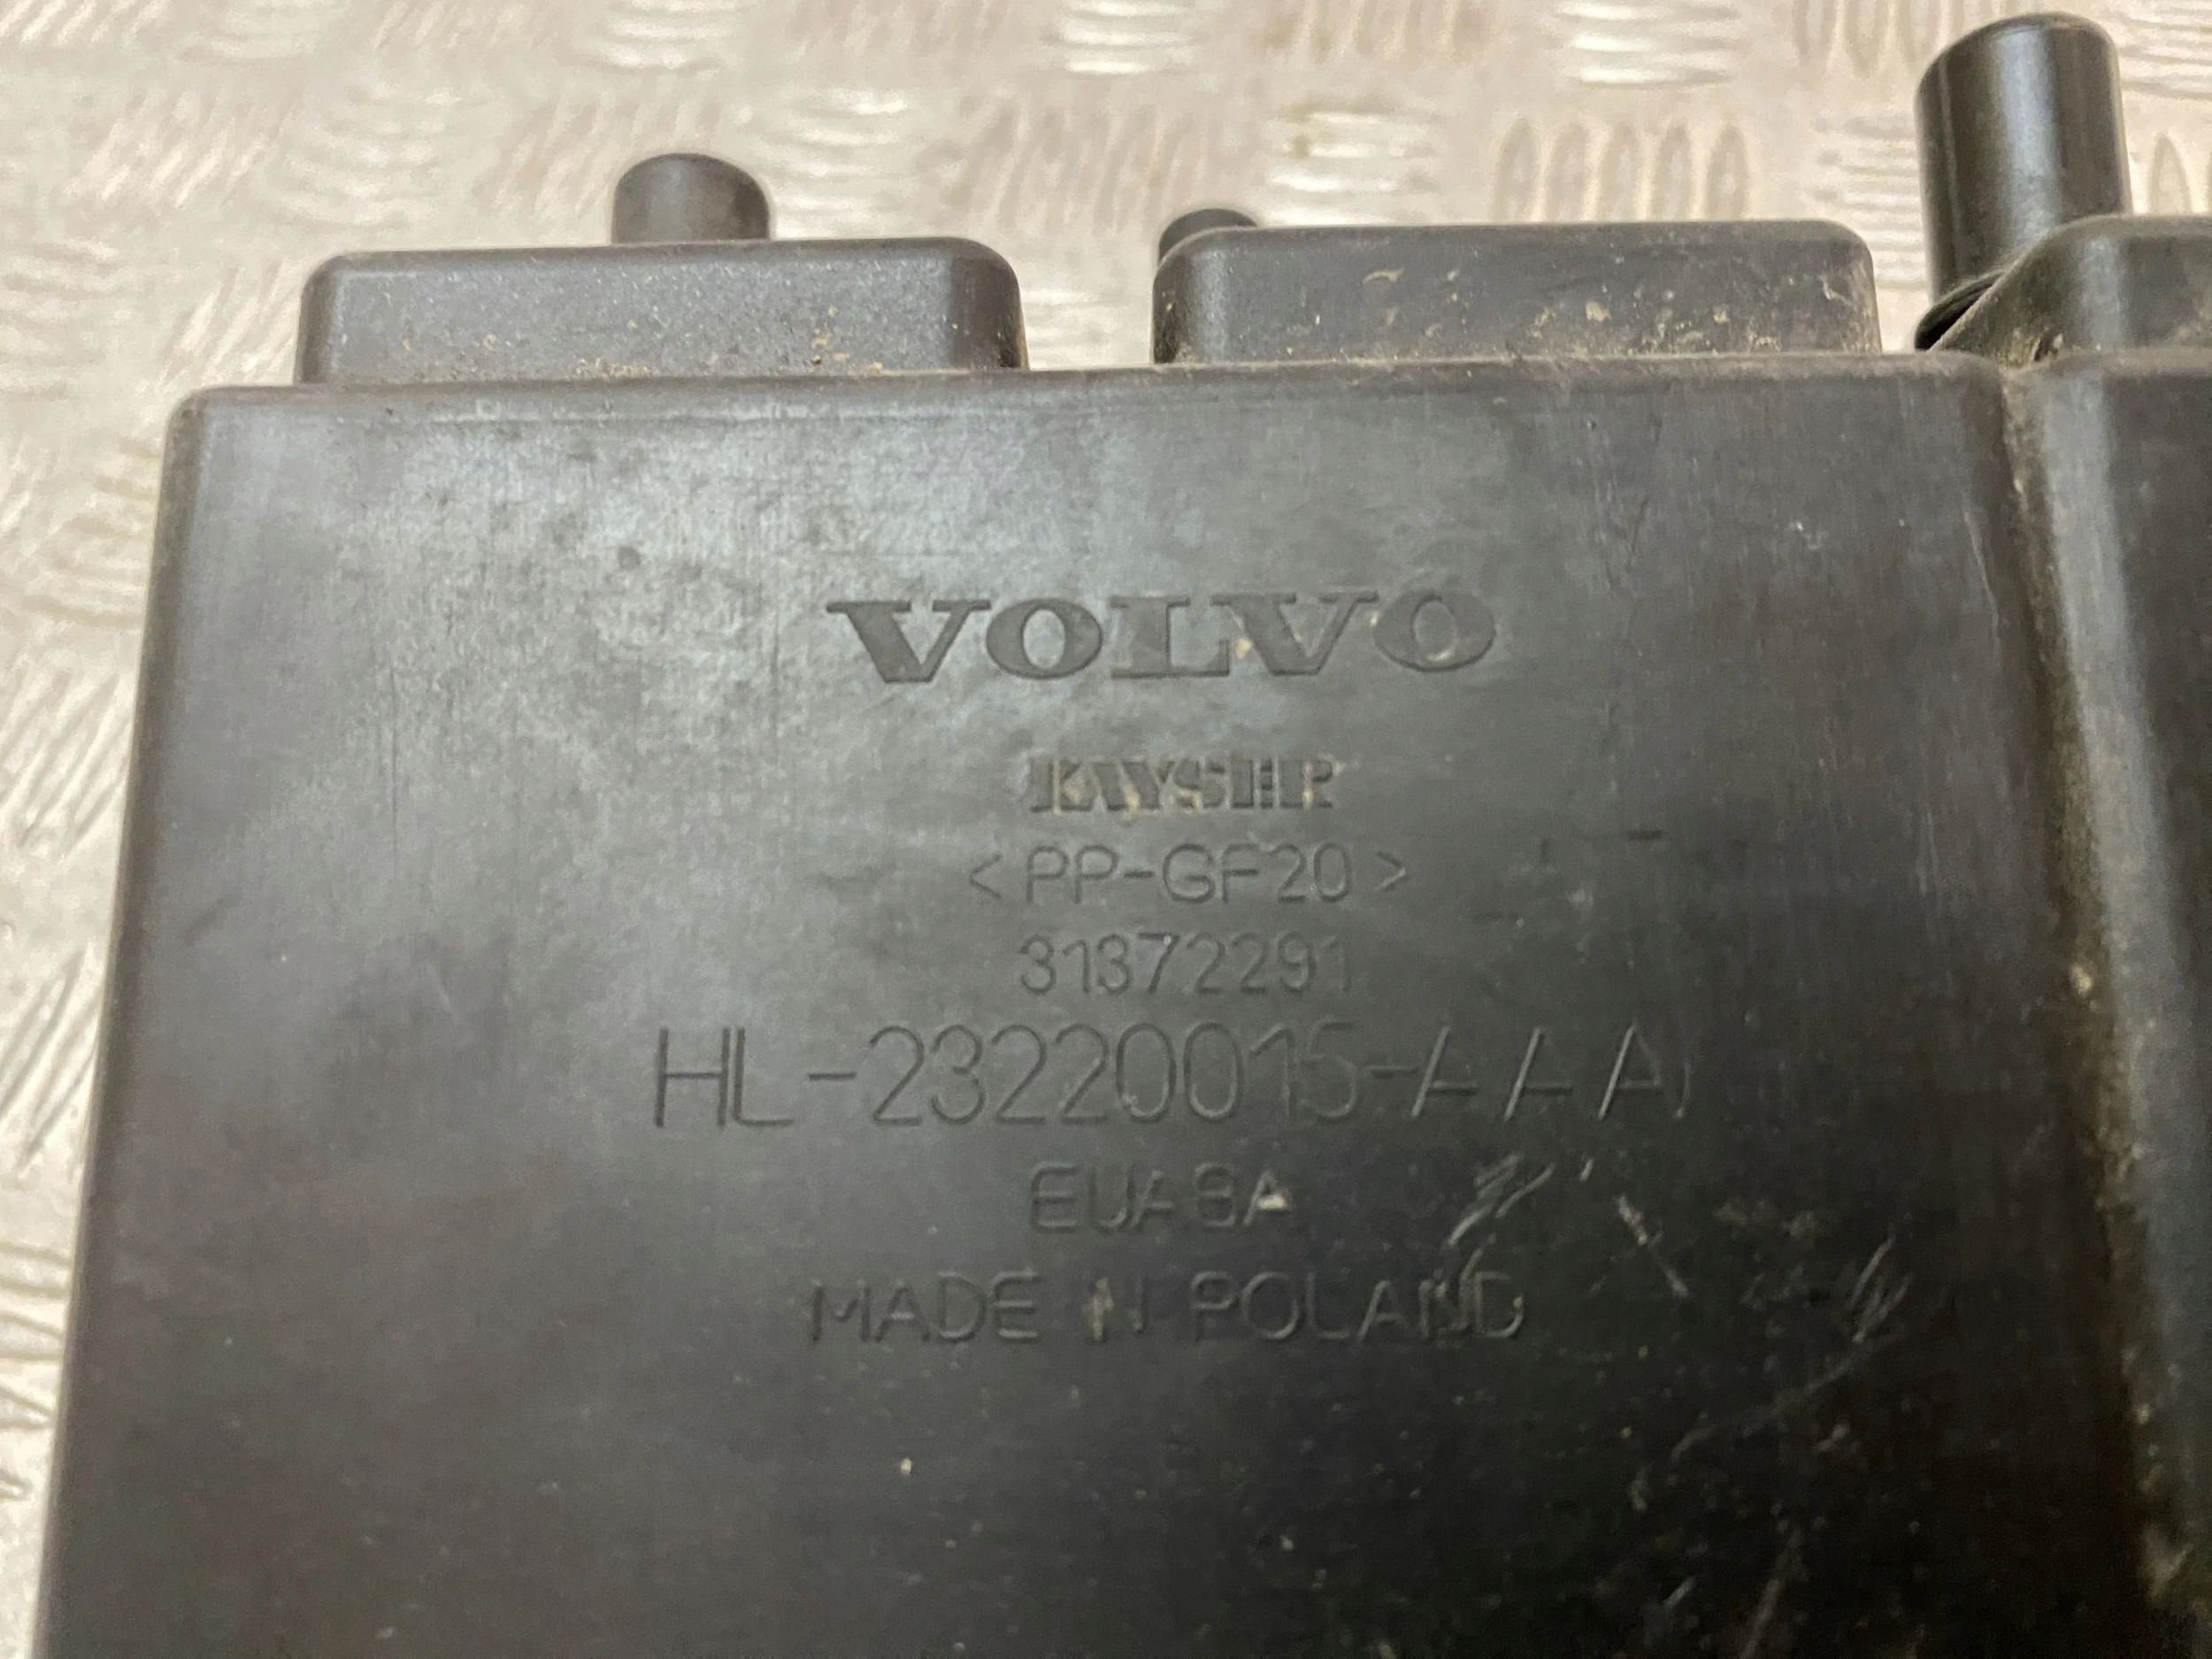 VOLVO
KAYSER
<PP-GF20>
31372291
HL-23220015-AAA
EUABA
MADE IN POLAND